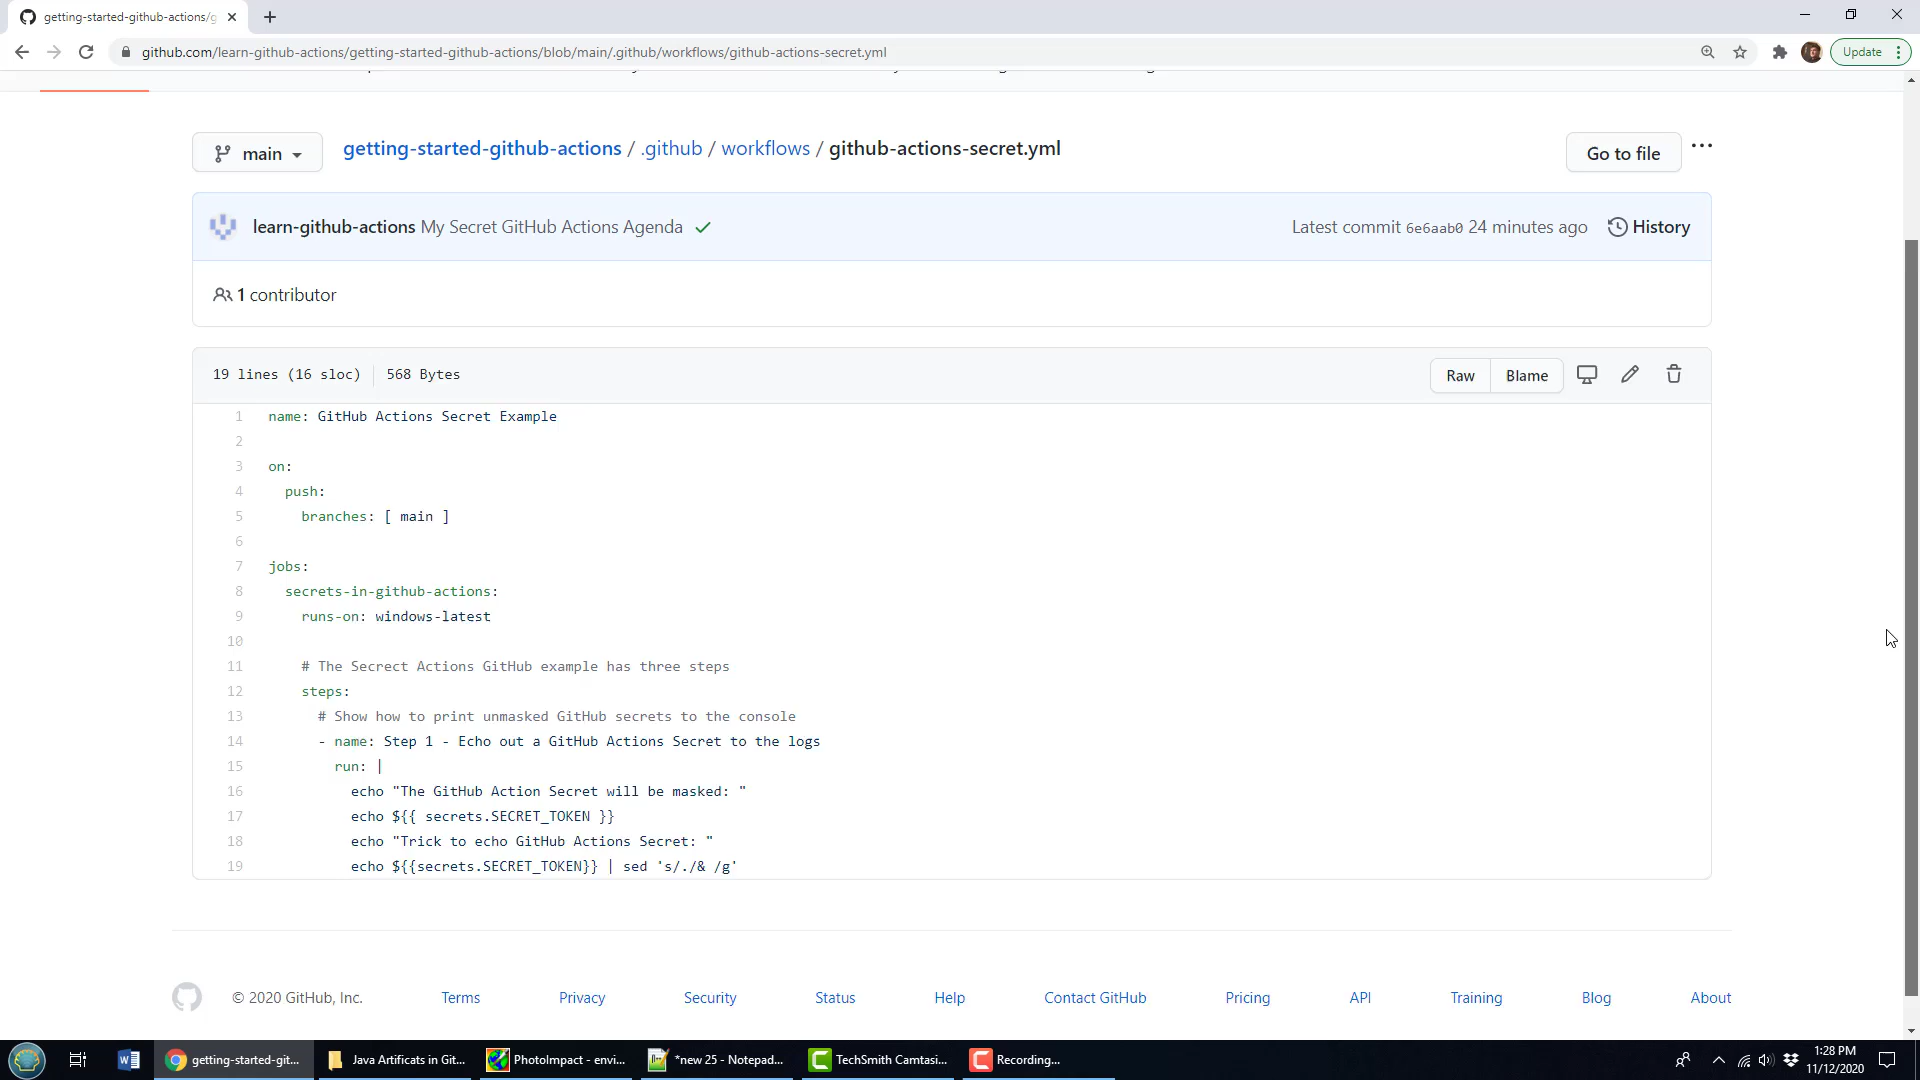 getting-started-github-actions/g
github.com/learn-github-actions/getting-started-github-actions/blob/main/.github/workflows/github-actions-secret.yml
Update
main
getting-started-github-actions / .github / workflows / github-actions-secret.yml
Go to file
learn-github-actions My Secret GitHub Actions Agenda
Latest commit 6e6aab0 24 minutes ago
History
1 contributor
19 lines (16 sloc) 568 Bytes
Raw
Blame
1 name: GitHub Actions Secret Example
2
3 on:
4 push:
5 branches: [ main ]
6
7 jobs:
8 secrets-in-github-actions:
9 runs-on: windows-latest
10
11 # The Secrect Actions GitHub example has three steps
12 steps:
13 # Show how to print unmasked GitHub secrets to the console
14 - name: Step 1 - Echo out a GitHub Actions Secret to the logs
15 run: |
16 echo "The GitHub Action Secret will be masked: "
17 echo ${{ secrets.SECRET_TOKEN }}
18 echo "Trick to echo GitHub Actions Secret: "
19 echo ${{secrets.SECRET_TOKEN}} | sed 's/./& /g'
© 2020 GitHub, Inc.
Terms
Privacy
Security
Status
Help
Contact GitHub
Pricing
API
Training
Blog
About
getting-started-git...
Java Artificats in Git...
PhotoImpact - envi...
*new 25 - Notepad...
TechSmith Camtasi...
Recording...
1:28 PM
11/12/2020